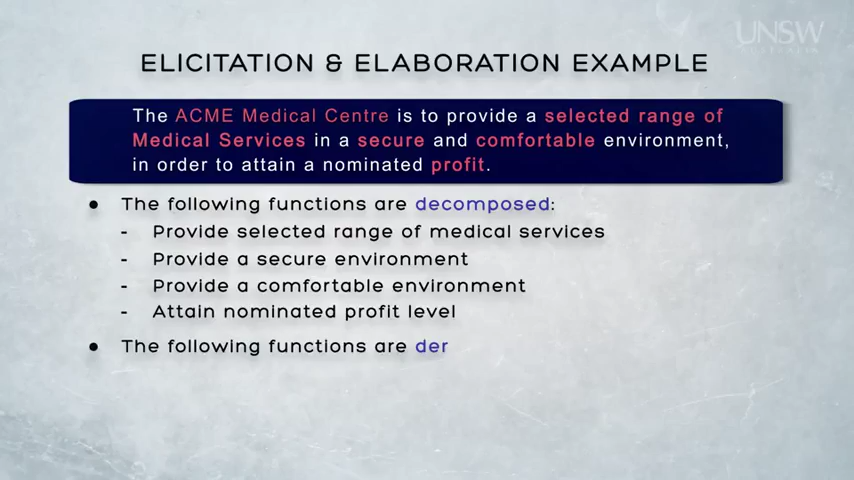 UNSW
AUSTRALIA
ELICITATION & ELABORATION EXAMPLE
The ACME Medical Centre is to provide a selected range of
Medical Services in a secure and comfortable environment,
in order to attain a nominated profit.
● The following functions are decomposed:
- Provide selected range of medical services
- Provide a secure environment
- Provide a comfortable environment
- Attain nominated profit level
● The following functions are der